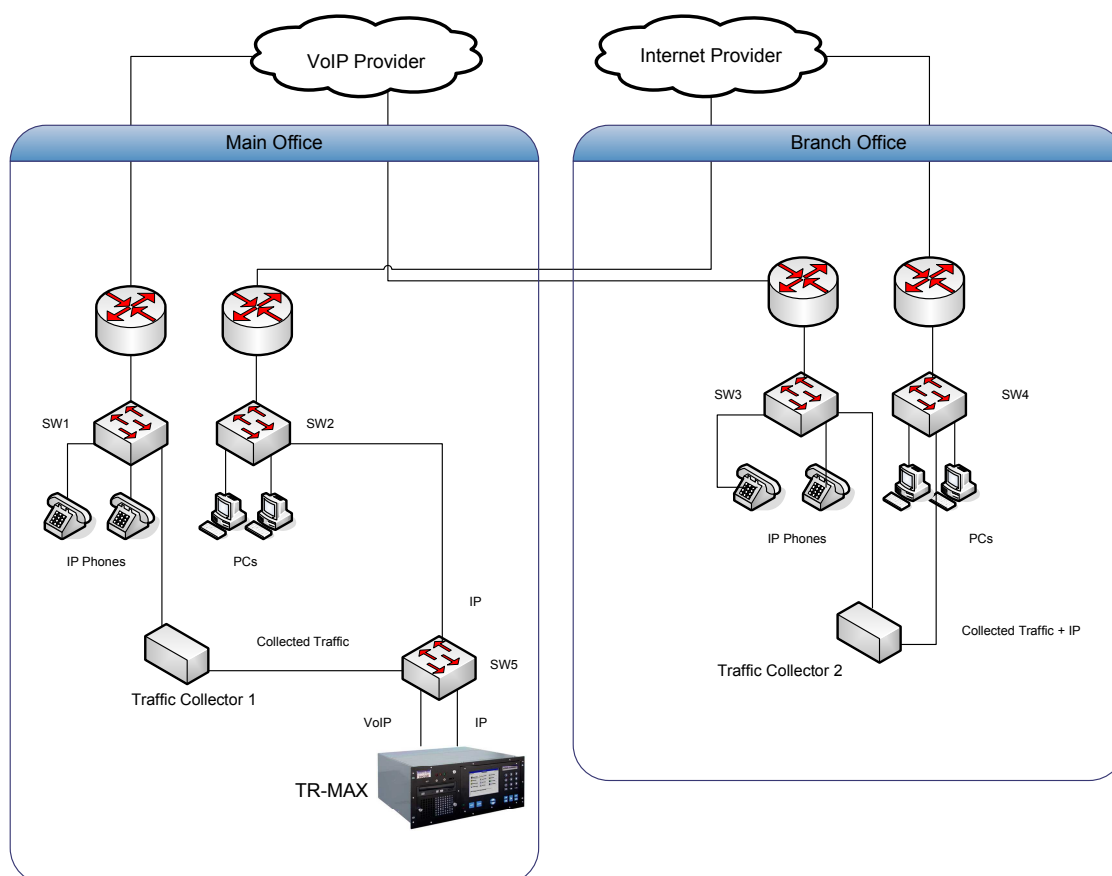 VoIP Provider
Internet Provider
Main Office
Branch Office
SW1
SW2
SW3
SW4
IP Phones
PCs
IP Phones
PCs
IP
Collected Traffic
SW5
Collected Traffic + IP
Traffic Collector 1
Traffic Collector 2
VoIP
IP
TR-MAX